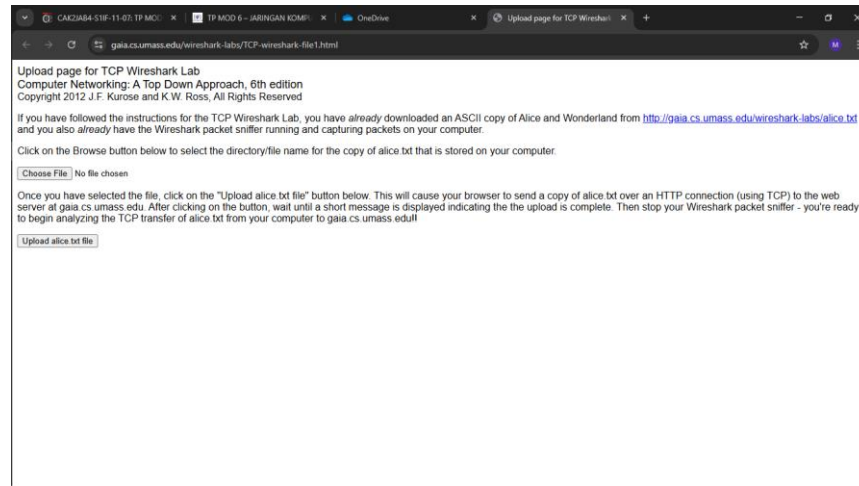 CAK2JAB4-S1IF-11-07: TP MOD
TP MOD 6 – JARINGAN KOMP
OneDrive
Upload page for TCP Wireshark
gaia.cs.umass.edu/wireshark-labs/TCP-wireshark-file1.html
M
Upload page for TCP Wireshark Lab
Computer Networking: A Top Down Approach, 6th edition
Copyright 2012 J.F. Kurose and K.W. Ross, All Rights Reserved
If you have followed the instructions for the TCP Wireshark Lab, you have already downloaded an ASCII copy of Alice and Wonderland from http://gaia.cs.umass.edu/wireshark-labs/alice.txt
and you also already have the Wireshark packet sniffer running and capturing packets on your computer.
Click on the Browse button below to select the directory/file name for the copy of alice.txt that is stored on your computer.
Choose File No file chosen
Once you have selected the file, click on the "Upload alice.txt file" button below. This will cause your browser to send a copy of alice.txt over an HTTP connection (using TCP) to the web
server at gaia.cs.umass.edu. After clicking on the button, wait until a short message is displayed indicating the the upload is complete. Then stop your Wireshark packet sniffer - you're ready
to begin analyzing the TCP transfer of alice.txt from your computer to gaia.cs.umass.edu!!
Upload alice.txt file